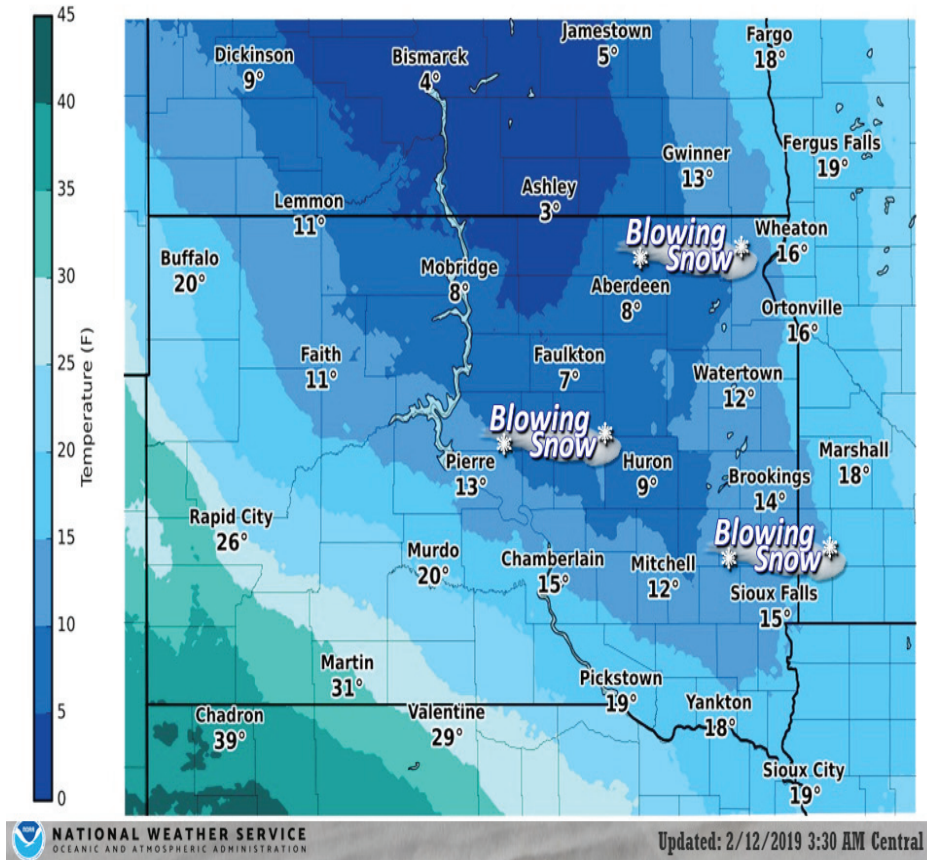 45
40
35
30
25
20
15
10
5
0
Temperature (F)
Dickinson
9°
Bismarck
4°
Jamestown
5°
Fargo
18°
Gwinner
13°
Fergus Falls
19°
Lemmon
11°
Ashley
3°
Buffalo
20°
Mobridge
8°
Blowing
Snow
Wheaton
16°
Aberdeen
8°
Ortonville
16°
Faith
11°
Faulkton
7°
Watertown
12°
Blowing
Snow
Pierre
13°
Huron
9°
Brookings
14°
Marshall
18°
Rapid City
26°
Murdo
20°
Chamberlain
15°
Mitchell
12°
Blowing
Snow
Sioux Falls
15°
Martin
31°
Pickstown
19°
Yankton
18°
Chadron
39°
Valentine
29°
Sioux City
19°
NATIONAL WEATHER SERVICE
OCEANIC AND ATMOSPHERIC ADMINISTRATION
Updated: 2/12/2019 3:30 AM Central